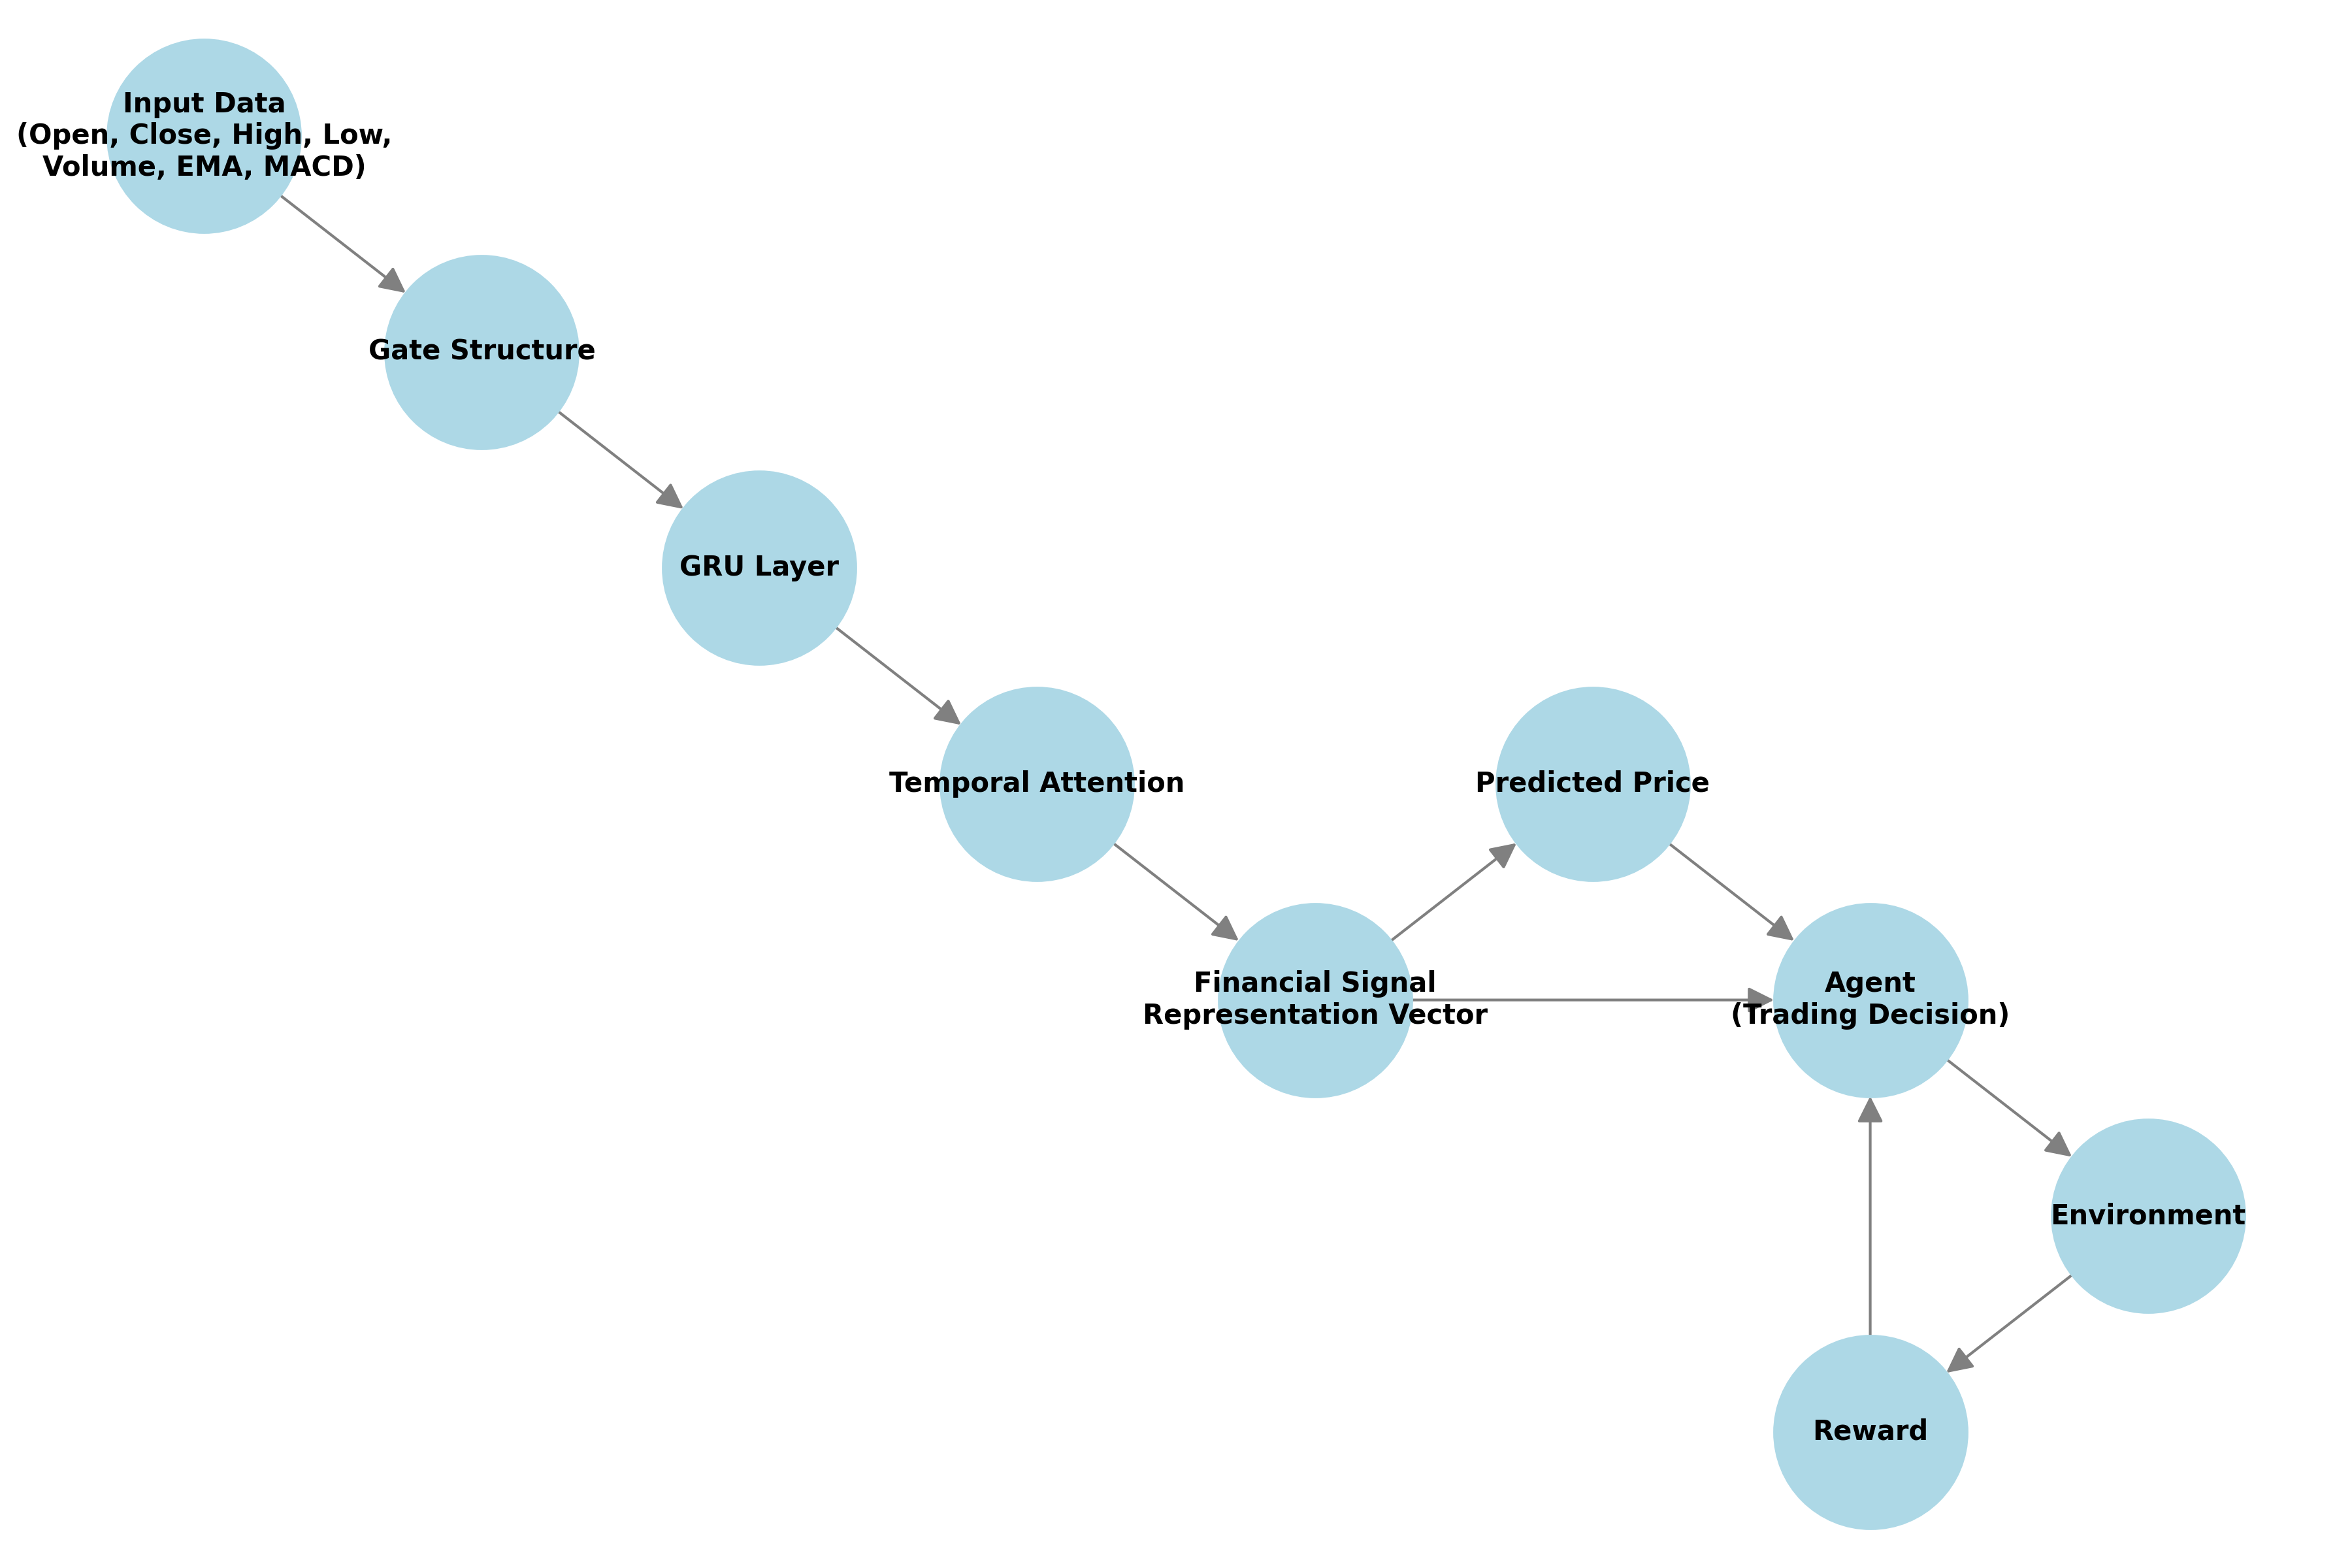 Input Data
(Open, Close, High, Low,
Volume, EMA, MACD)
Gate Structure
GRU Layer
Temporal Attention
Predicted Price
Financial Signal
Representation Vector
Agent
(Trading Decision)
Environment
Reward